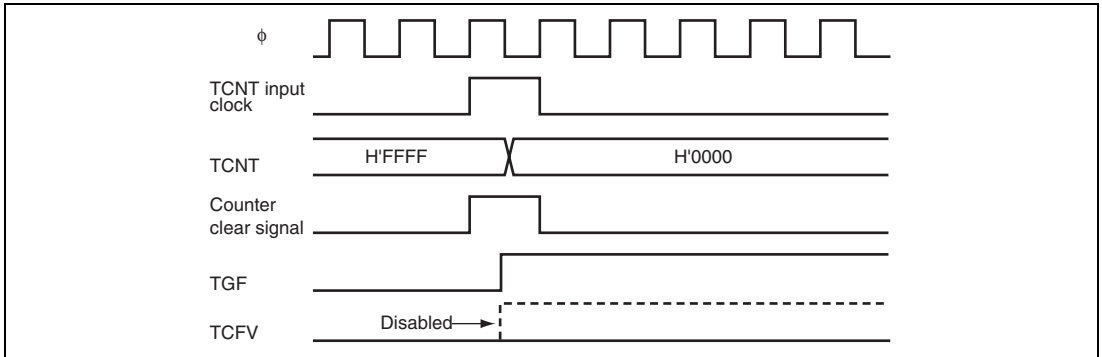 ϕ
TCNT input
clock
TCNT
H'FFFF
H'0000
Counter
clear signal
TGF
Disabled
TCFV